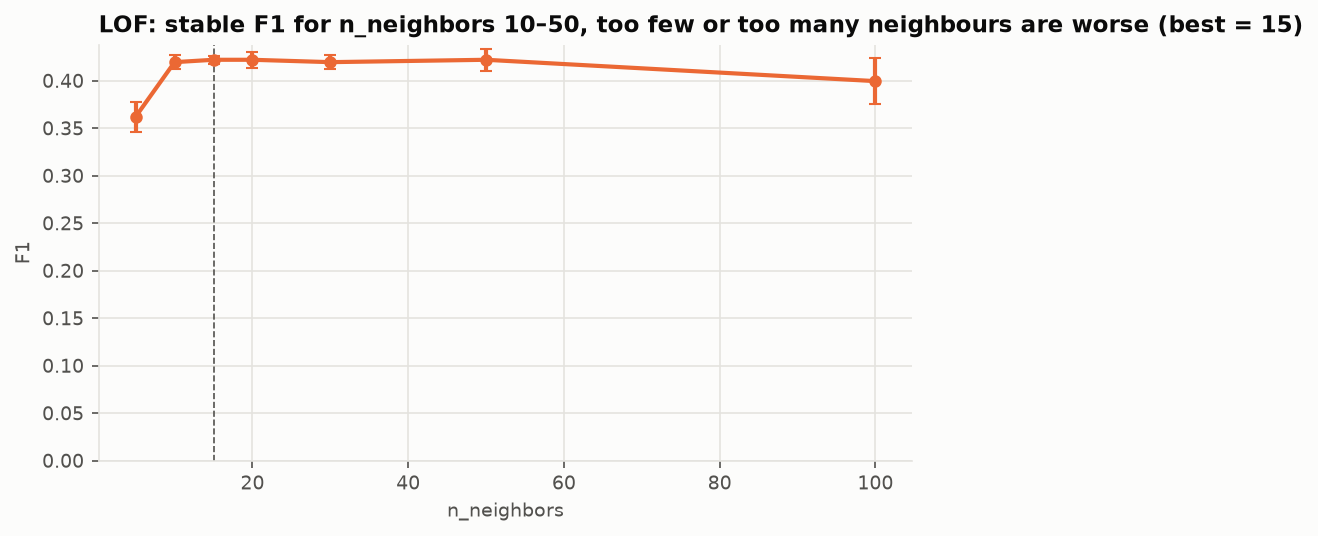 LOF: stable F1 for n_neighbors 10–50, too few or too many neighbours are worse (best = 15)
0.40
0.35
0.30
0.25
0.20
0.15
0.10
0.05
0.00
F1
20 40 60 80 100
n_neighbors